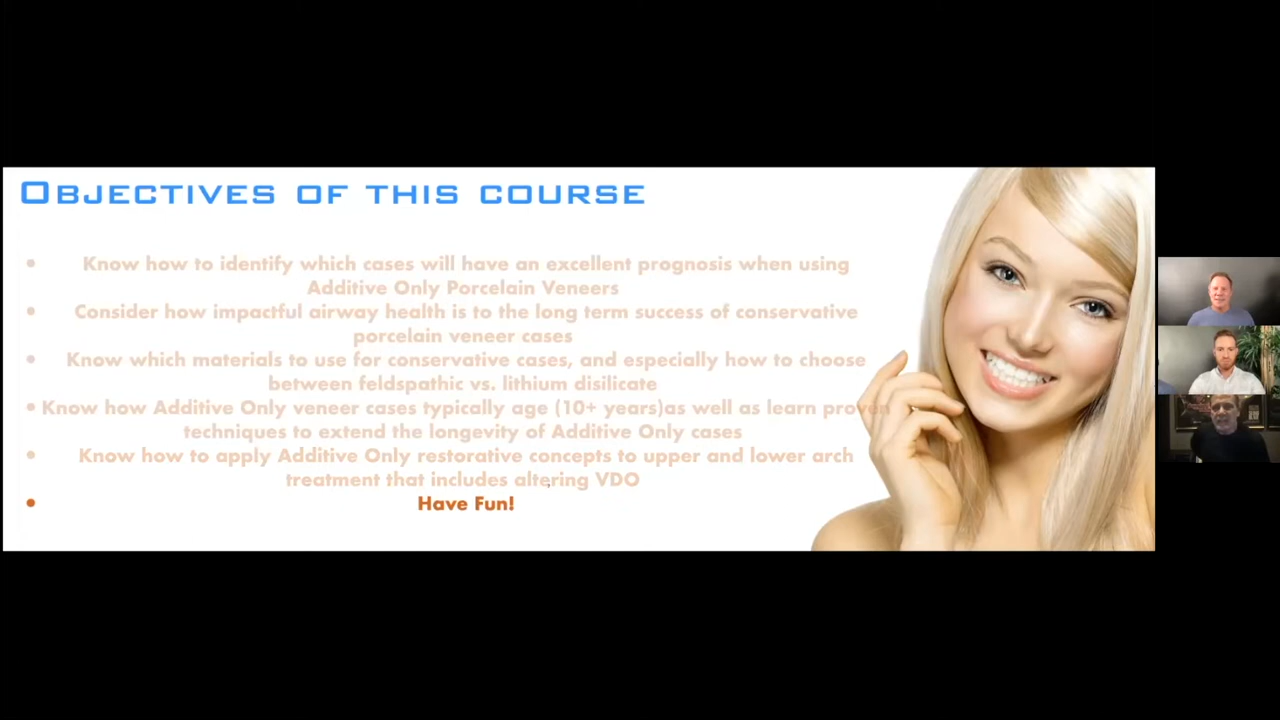 OBJECTIVES OF THIS COURSE
• Know how to identify which cases will have an excellent prognosis when using
Additive Only Porcelain Veneers
• Consider how impactful airway health is to the long term success of conservative
porcelain veneer cases
• Know which materials to use for conservative cases, and especially how to choose
between feldspathic vs. lithium disilicate
• Know how Additive Only veneer cases typically age (10+ years)as well as learn proven
techniques to extend the longevity of Additive Only cases
• Know how to apply Additive Only restorative concepts to upper and lower arch
treatment that includes altering VDO
• Have Fun!